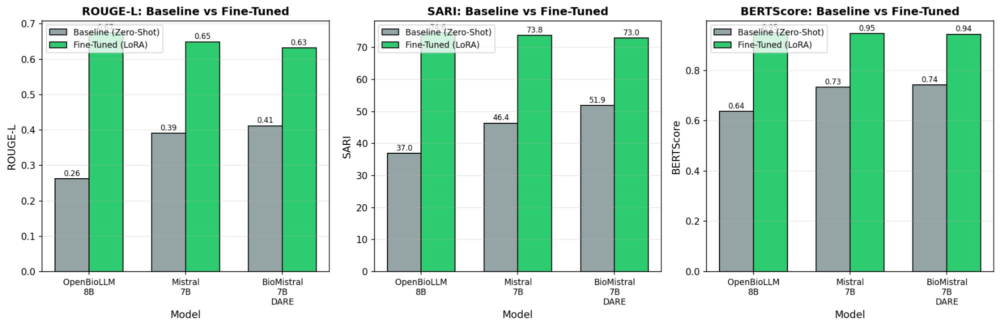 ROUGE-L: Baseline vs Fine-Tuned
0.7
0.6
0.5
0.4
0.3
0.2
0.1
0.0
ROUGE-L
Baseline (Zero-Shot)
Fine-Tuned (LoRA)
0.67
0.65
0.63
0.41
0.39
0.26
OpenBioLLM
8B
Mistral
7B
BioMistral
7B
DARE
Model
SARI: Baseline vs Fine-Tuned
70
60
50
40
30
20
10
0
SARI
Baseline (Zero-Shot)
Fine-Tuned (LoRA)
74.6
73.8
73.0
51.9
46.4
37.0
OpenBioLLM
8B
Mistral
7B
BioMistral
7B
DARE
Model
BERTScore: Baseline vs Fine-Tuned
0.8
0.6
0.4
0.2
0.0
BERTScore
Baseline (Zero-Shot)
Fine-Tuned (LoRA)
0.95
0.95
0.94
0.74
0.73
0.64
OpenBioLLM
8B
Mistral
7B
BioMistral
7B
DARE
Model